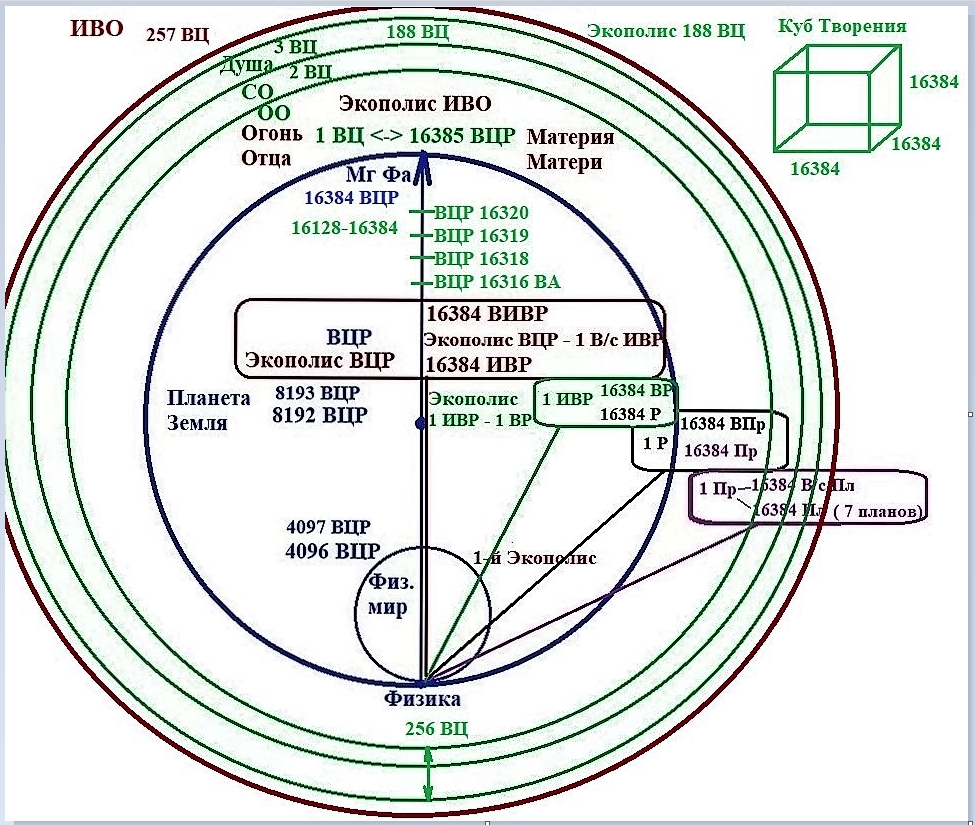 ИВО
257 ВЦ
188 ВЦ
Экополис 188 ВЦ
Куб Творения
3 ВЦ
Душа
2 ВЦ
СО
ОО
Огонь
Отца
Экополис ИВО
1 ВЦ <-> 16385 ВЦР
Материя
Матери
16384
16384
16384
Мг Фа
16384 ВЦР
16128-16384
ВЦР 16320
ВЦР 16319
ВЦР 16318
ВЦР 16316 ВА
ВЦР
Экополис ВЦР
16384 ВИВР
Экополис ВЦР - 1 В/с ИВР
16384 ИВР
Планета
Земля
8193 ВЦР
8192 ВЦР
Экополис
1 ИВР - 1 ВР
1 ИВР
16384 ВР
16384 Р
1 Р
16384 ВПр
16384 Пр
1 Пр
16384 В/с Пл
16384 Пл ( 7 планов)
4097 ВЦР
4096 ВЦР
1-й Экополис
Физ.
мир
Физика
256 ВЦ